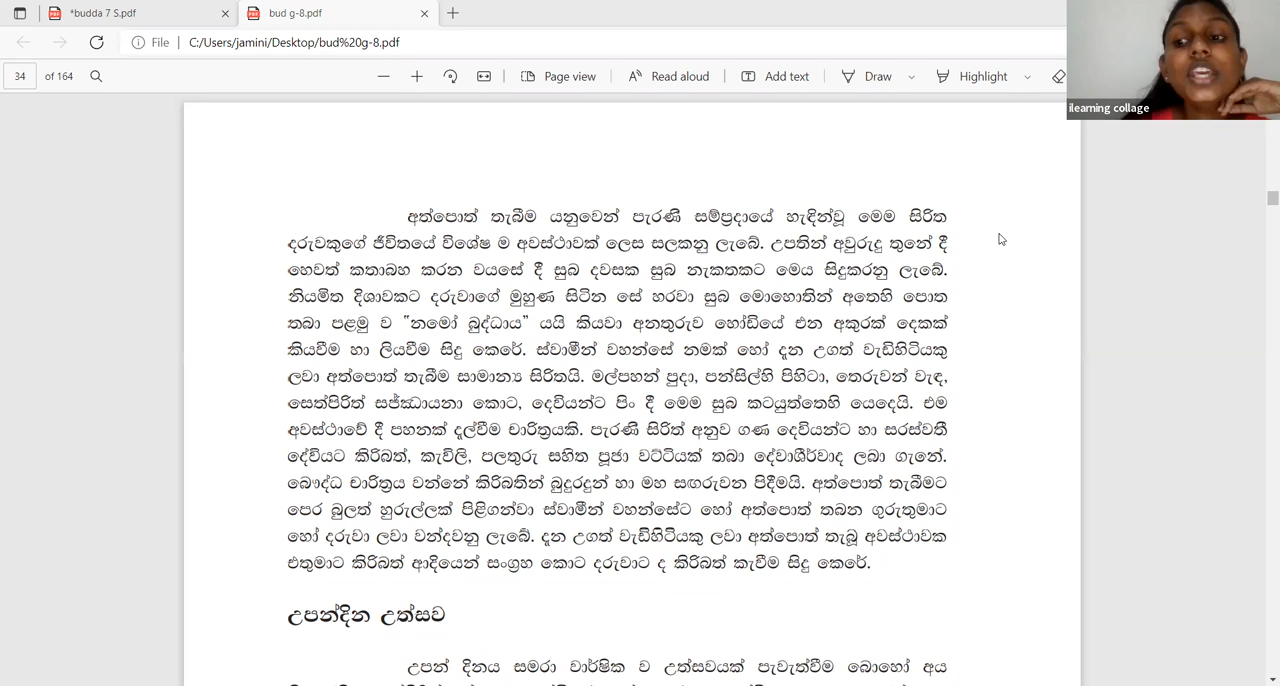 *budda 7 S.pdf
bud g-8.pdf
File C:/Users/jamini/Desktop/bud%20g-8.pdf
34 of 164 Page view Read aloud Add text Draw Highlight
ilearning collage
අත්පොත් තැබීම යනුවෙන් පැරණි සම්ප්‍රදායේ හැඳින්වූ මෙම සිරිත
දරුවකුගේ ජීවිතයේ විශේෂ ම අවස්ථාවක් ලෙස සලකනු ලැබේ. උපතින් අවුරුදු තුනේ දී
හෙවත් කතාබහ කරන වයසේ දී සුබ දවසක සුබ නැකතකට මෙය සිදුකරනු ලැබේ.
නියමිත දිශාවකට දරුවාගේ මුහුණ සිටින සේ හරවා සුබ මොහොතින් අතෙහි පොත
තබා පළමු ව "නමෝ බුද්ධාය" යයි කියවා අනතුරුව හෝඩියේ එන අකුරක් දෙකක්
කියවීම හා ලියවීම සිදු කෙරේ. ස්වාමීන් වහන්සේ නමක් හෝ දැන උගත් වැඩිහිටියකු
ලවා අත්පොත් තැබීම සාමාන්‍ය සිරිතයි. මල්පහන් පුදා, පන්සිල්හි පිහිටා, තෙරුවන් වැඳ,
සෙත්පිරිත් සජ්ඣායනා කොට, දෙවියන්ට පිං දී මෙම සුබ කටයුත්තෙහි යෙදෙයි. එම
අවස්ථාවේ දී පහනක් දැල්වීම චාරිත්‍රයකි. පැරණි සිරිත් අනුව ගණ දෙවියන්ට හා සරස්වතී
දේවියට කිරිබත්, කැවිලි, පලතුරු සහිත පූජා වට්ටියක් තබා දේවාශීර්වාද ලබා ගැනේ.
බෞද්ධ චාරිත්‍රය වන්නේ කිරිබතින් බුදුරදුන් හා මහ සඟරුවන පිදීමයි. අත්පොත් තැබීමට
පෙර බුලත් හුරුල්ලක් පිළිගන්වා ස්වාමීන් වහන්සේට හෝ අත්පොත් තබන ගුරුතුමාට
හෝ දරුවා ලවා වන්දවනු ලැබේ. දැන උගත් වැඩිහිටියකු ලවා අත්පොත් තැබූ අවස්ථාවක
එතුමාට කිරිබත් ආදියෙන් සංග්‍රහ කොට දරුවාට ද කිරිබත් කැවීම සිදු කෙරේ.
උපන්දින උත්සව
උපන් දිනය සමරා වාර්ෂික ව උත්සවයක් පැවැත්වීම බොහෝ අය